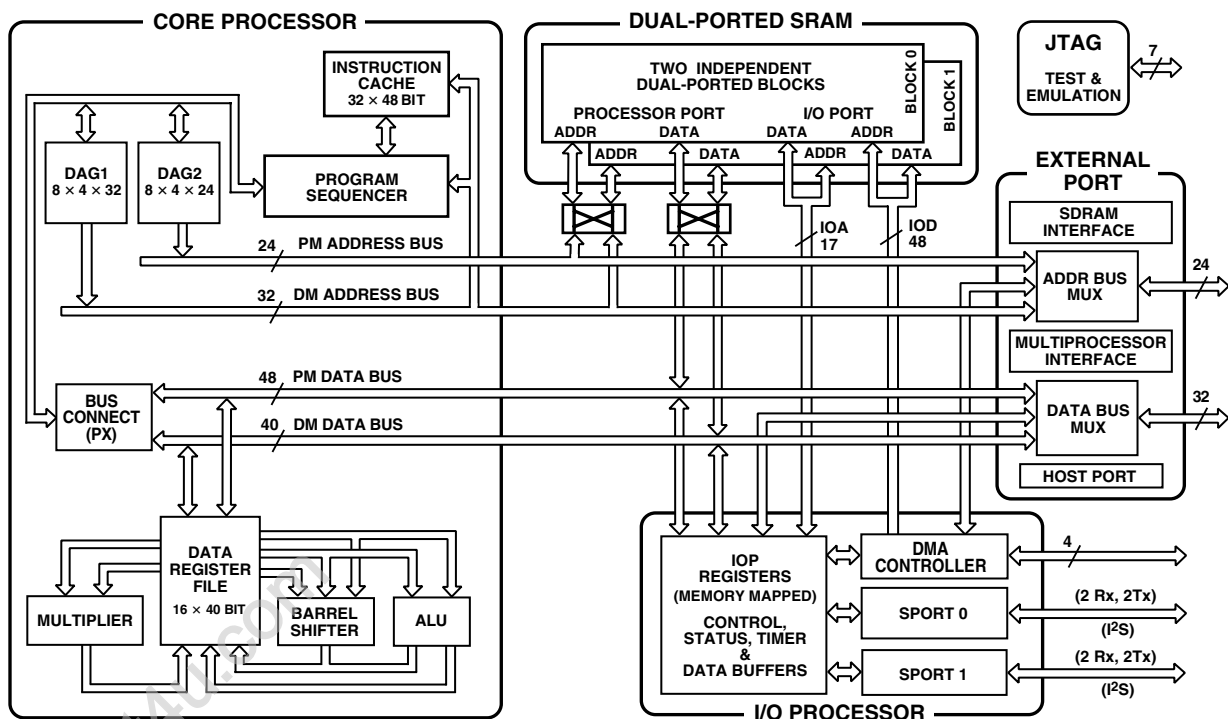 CORE PROCESSOR
INSTRUCTION
CACHE
32 × 48 BIT
DAG1
8 × 4 × 32
DAG2
8 × 4 × 24
PROGRAM
SEQUENCER
24 PM ADDRESS BUS
32 DM ADDRESS BUS
48 PM DATA BUS
40 DM DATA BUS
BUS
CONNECT
(PX)
DATA
REGISTER
FILE
16 × 40 BIT
MULTIPLIER
BARREL
SHIFTER
ALU
DUAL-PORTED SRAM
TWO INDEPENDENT
DUAL-PORTED BLOCKS
BLOCK 0
BLOCK 1
PROCESSOR PORT
I/O PORT
ADDR DATA DATA ADDR
ADDR DATA ADDR DATA
IOA
17
IOD
48
JTAG
TEST &
EMULATION
7
EXTERNAL
PORT
SDRAM
INTERFACE
ADDR BUS
MUX
24
MULTIPROCESSOR
INTERFACE
DATA BUS
MUX
32
HOST PORT
IOP
REGISTERS
(MEMORY MAPPED)
CONTROL,
STATUS, TIMER
&
DATA BUFFERS
DMA
CONTROLLER
4
SPORT 0
(2 Rx, 2Tx)
(I²S)
SPORT 1
(2 Rx, 2Tx)
(I²S)
I/O PROCESSOR
t4u.com